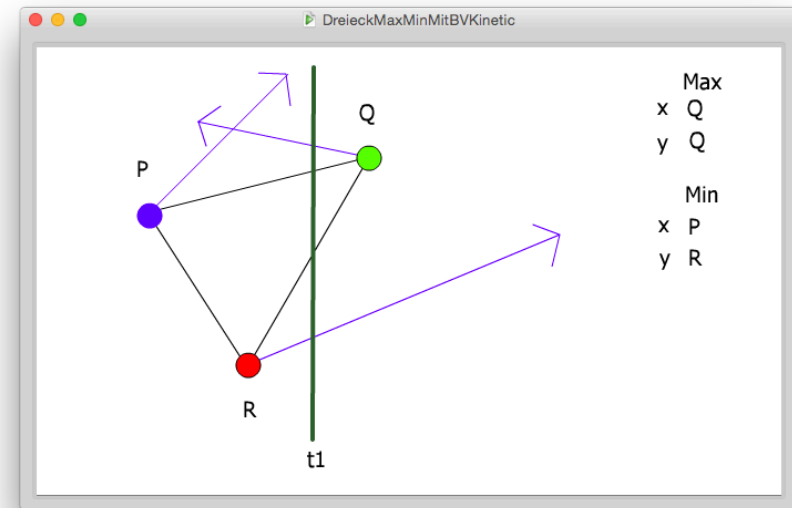 DreieckMaxMinMitBVKinetic
Max
x Q
y Q
Min
x P
y R
Q
P
R
t1